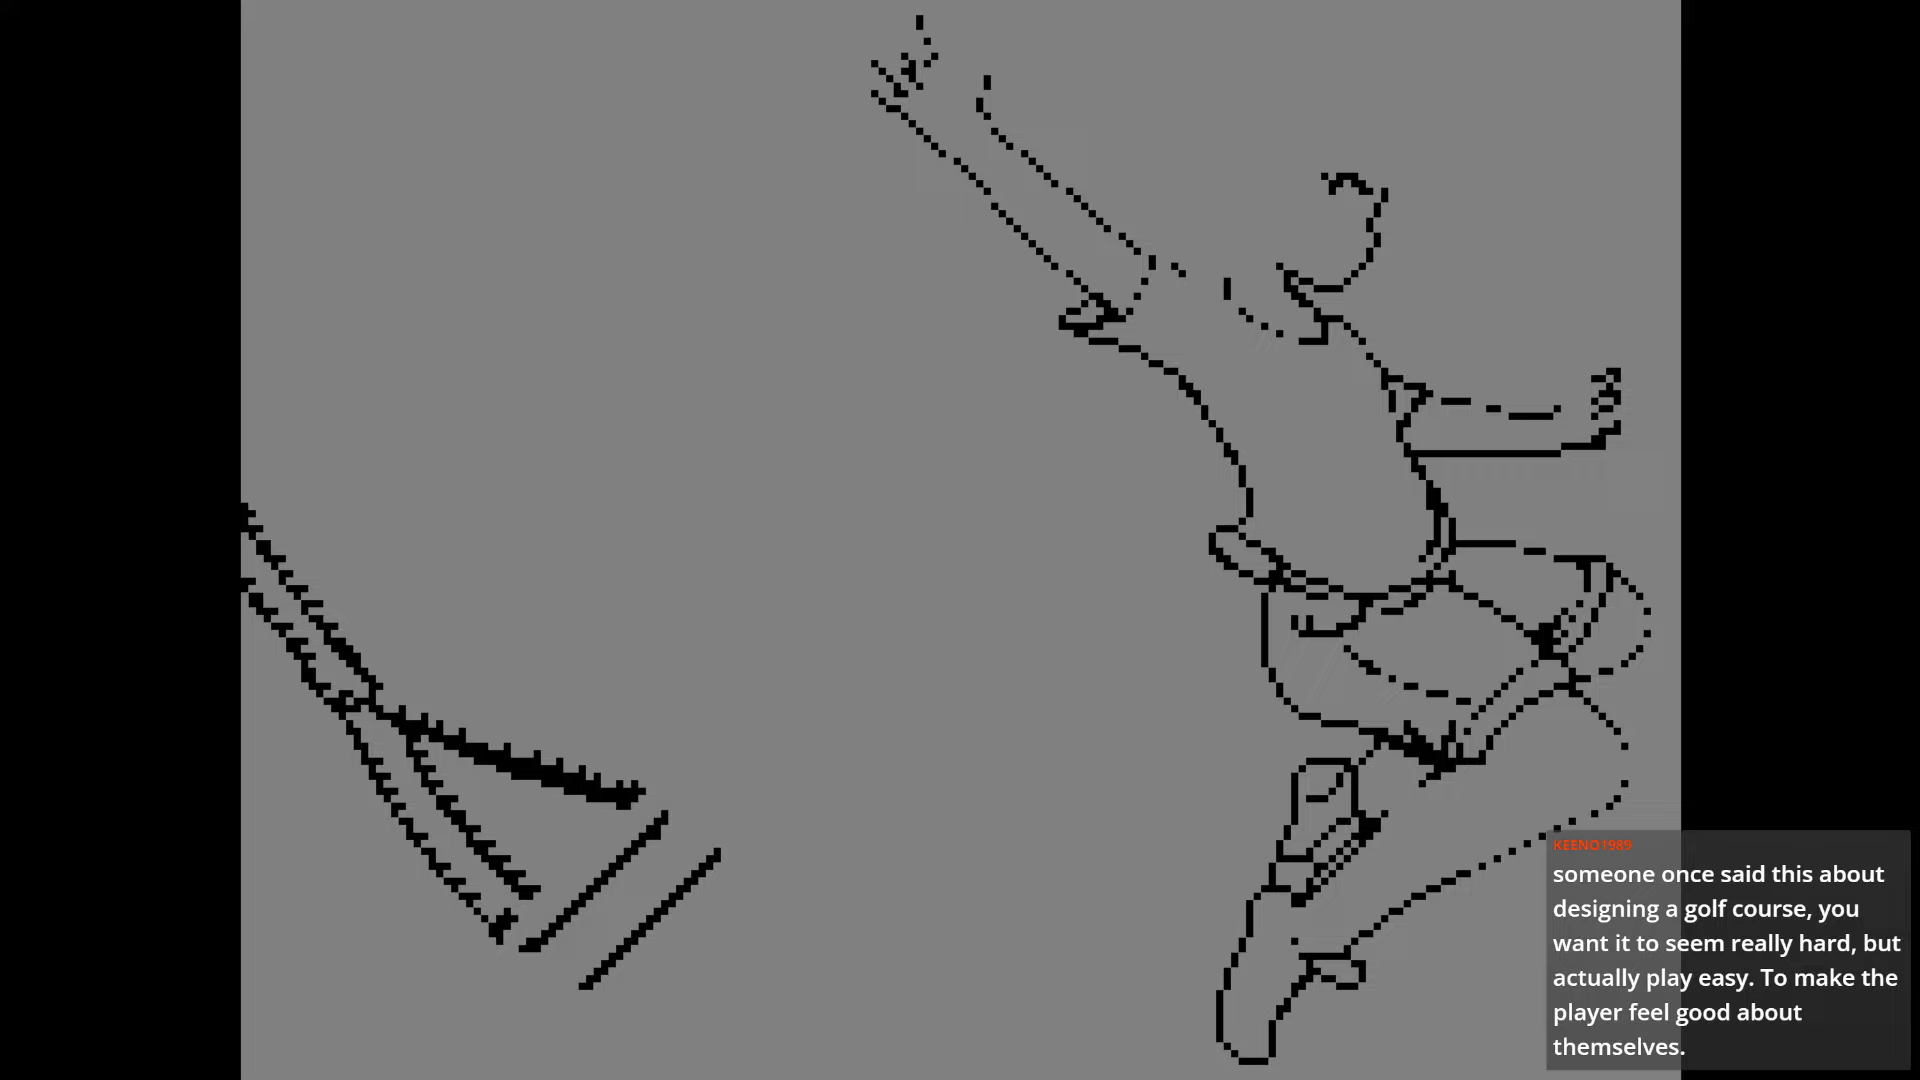 KEENO1989
someone once said this about
designing a golf course, you
want it to seem really hard, but
actually play easy. To make the
player feel good about
themselves.